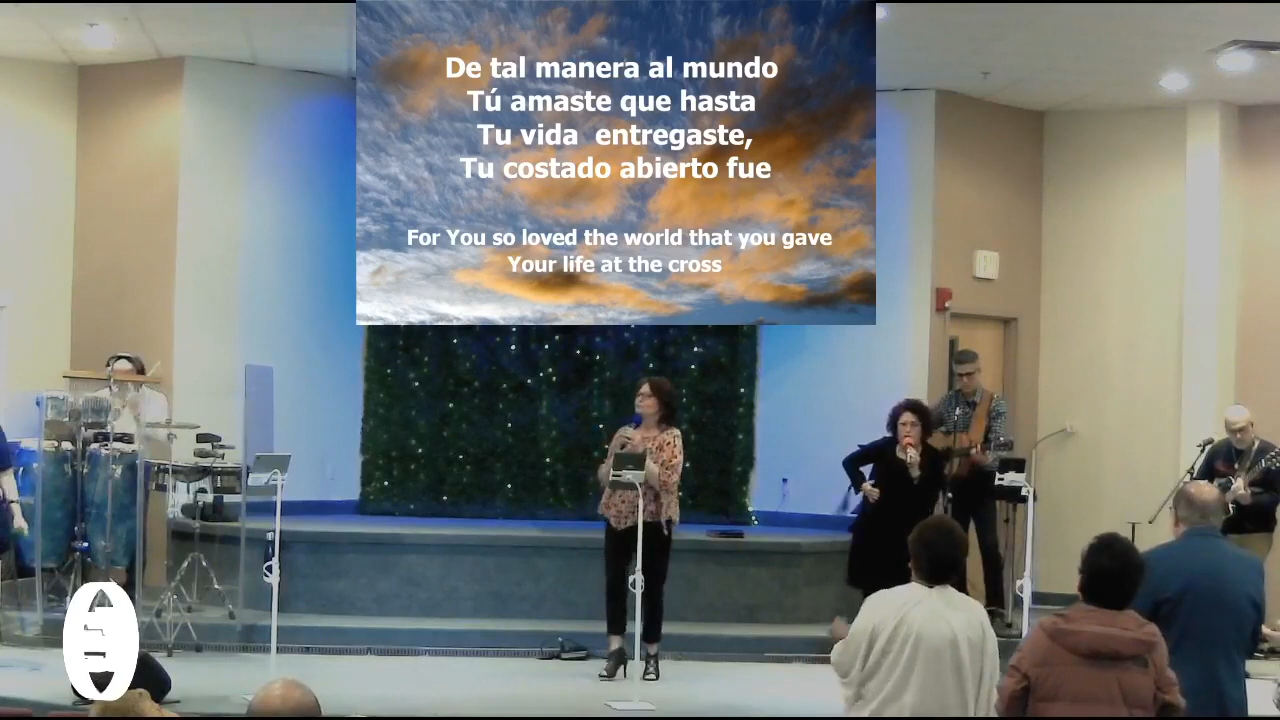 De tal manera al mundo
Tú amaste que hasta
Tu vida entregaste,
Tu costado abierto fue
For You so loved the world that you gave
Your life at the cross